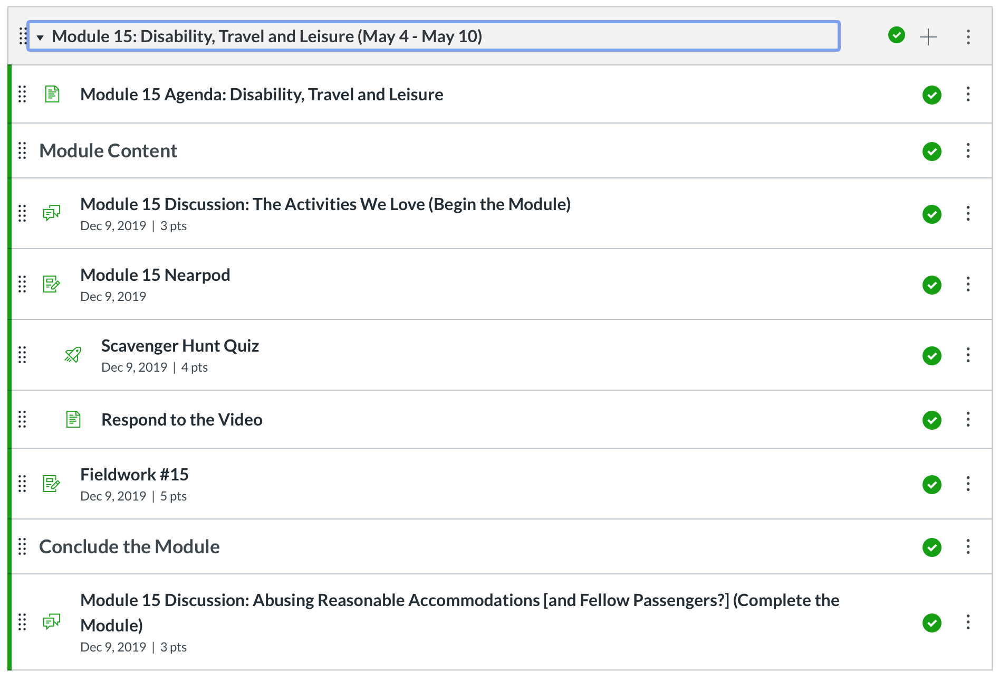 Module 15: Disability, Travel and Leisure (May 4 - May 10)
Module 15 Agenda: Disability, Travel and Leisure
Module Content
Module 15 Discussion: The Activities We Love (Begin the Module)
Dec 9, 2019 | 3 pts
Module 15 Nearpod
Dec 9, 2019
Scavenger Hunt Quiz
Dec 9, 2019 | 4 pts
Respond to the Video
Fieldwork #15
Dec 9, 2019 | 5 pts
Conclude the Module
Module 15 Discussion: Abusing Reasonable Accommodations [and Fellow Passengers?] (Complete the
Module)
Dec 9, 2019 | 3 pts